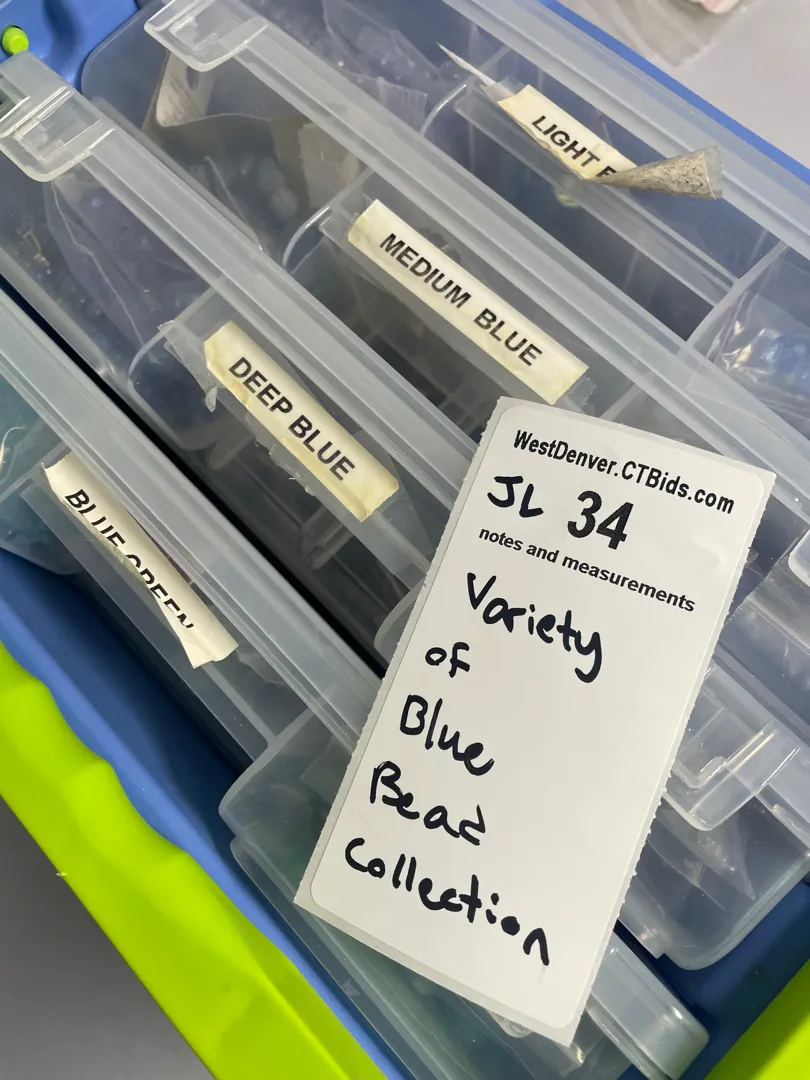 LIGHT
MEDIUM BLUE
DEEP BLUE
BLUE GREEN
WestDenver.CTBids.com
JL 34
notes and measurements
Variety
of
Blue
Bead
Collection